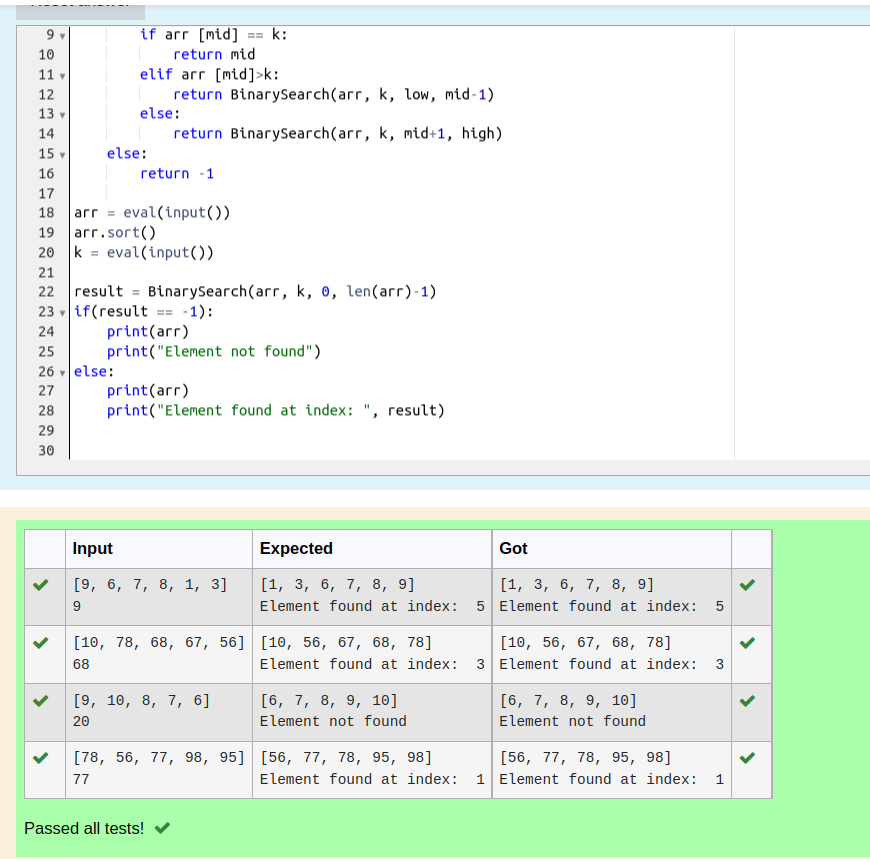 9 if arr [mid] == k:
10 return mid
11 elif arr [mid]>k:
12 return BinarySearch(arr, k, low, mid-1)
13 else:
14 return BinarySearch(arr, k, mid+1, high)
15 else:
16 return -1
17
18 arr = eval(input())
19 arr.sort()
20 k = eval(input())
21
22 result = BinarySearch(arr, k, 0, len(arr)-1)
23 if(result == -1):
24 print(arr)
25 print("Element not found")
26 else:
27 print(arr)
28 print("Element found at index: ", result)
29
30
Input Expected Got
[9, 6, 7, 8, 1, 3] [1, 3, 6, 7, 8, 9] [1, 3, 6, 7, 8, 9]
9 Element found at index:  5 Element found at index:  5
[10, 78, 68, 67, 56] [10, 56, 67, 68, 78] [10, 56, 67, 68, 78]
68 Element found at index:  3 Element found at index:  3
[9, 10, 8, 7, 6] [6, 7, 8, 9, 10] [6, 7, 8, 9, 10]
20 Element not found Element not found
[78, 56, 77, 98, 95] [56, 77, 78, 95, 98] [56, 77, 78, 95, 98]
77 Element found at index:  1 Element found at index:  1
Passed all tests!